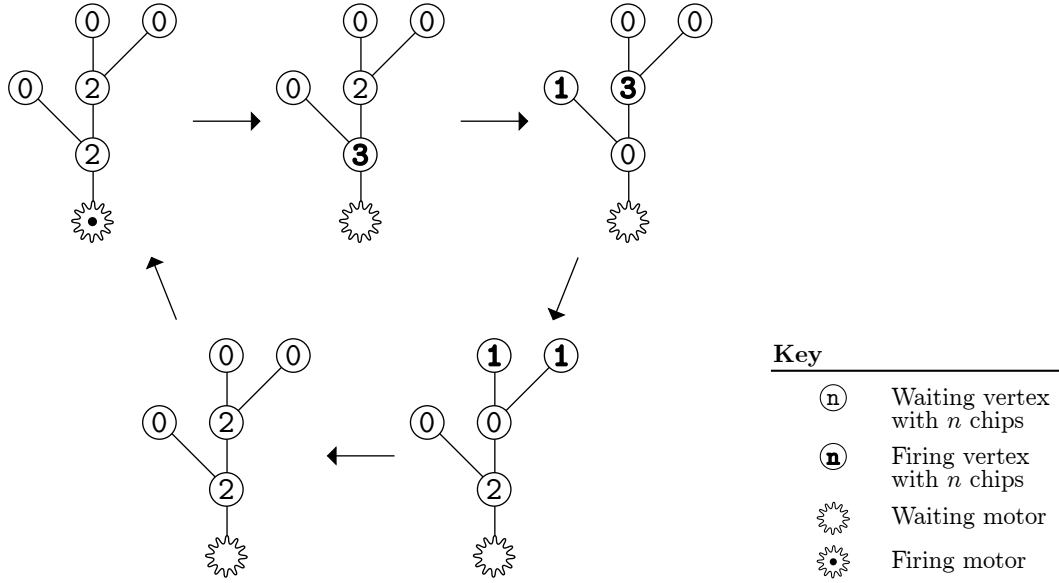 0 0
0 2
2
0 0
0 2
3
0 0
1 3
0
0 0
0 2
2
1 1
0 0
2
Key
n Waiting vertex
with n chips
n Firing vertex
with n chips
Waiting motor
Firing motor